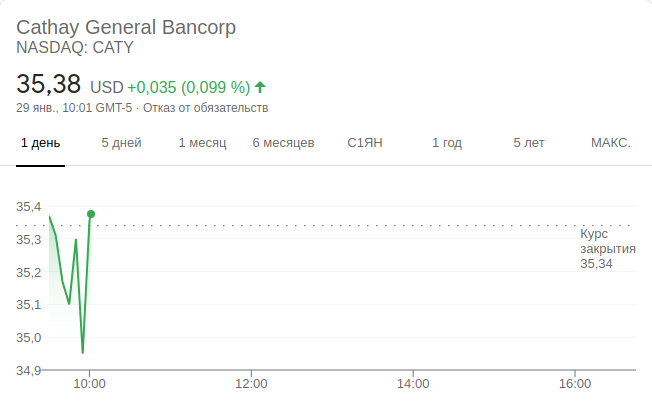 Cathay General Bancorp
NASDAQ: CATY
35,38 USD +0,035 (0,099 %)
29 янв., 10:01 GMT-5 · Отказ от обязательств
1 день 5 дней 1 месяц 6 месяцев С1ЯН 1 год 5 лет МАКС.
35,4
35,3
35,2
35,1
35,0
34,9
Курс
закрытия
35,34
10:00 12:00 14:00 16:00